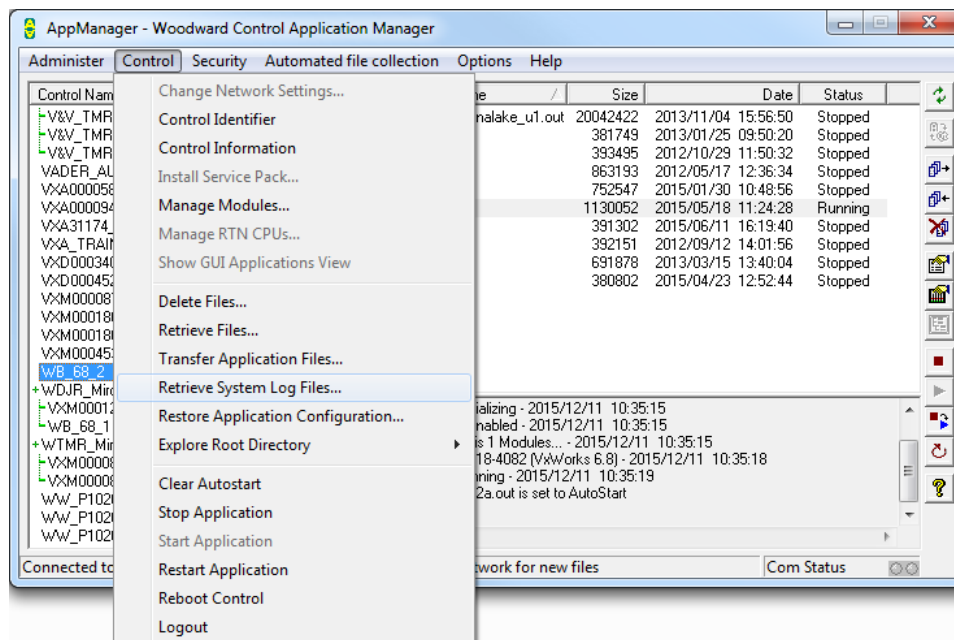 AppManager - Woodward Control Application Manager
Administer Control Security Automated file collection Options Help
Control Nam
Size Date Status
V&V_TMR
V&V_TMR
V&V_TMR
VADER_AU
VXA000058
VXA000094
VXA31174_
VXA_TRAIN
VXD000340
VXD000452
VXM000087
VXM000180
VXM000180
VXM000453
WB_68_2
WDJR_Micr
VXM00012
WB_68_1
WTMR_Mir
VXM00008
VXM00008
WW_P102
WW_P102
WW_P102
Change Network Settings...
Control Identifier
Control Information
Install Service Pack...
Manage Modules...
Manage RTN CPUs...
Show GUI Applications View
Delete Files...
Retrieve Files...
Transfer Application Files...
Retrieve System Log Files...
Restore Application Configuration...
Explore Root Directory
Clear Autostart
Stop Application
Start Application
Restart Application
Reboot Control
Logout
nalake_u1.out 20042422 2013/11/04 15:56:50 Stopped
381749 2013/01/25 09:50:20 Stopped
393495 2012/10/29 11:50:32 Stopped
863193 2012/05/17 12:36:34 Stopped
752547 2015/01/30 10:48:56 Stopped
1130052 2015/05/18 11:24:28 Running
391302 2015/06/11 16:19:40 Stopped
392151 2012/09/12 14:01:56 Stopped
691878 2013/03/15 13:40:04 Stopped
380802 2015/04/23 12:52:44 Stopped
ializing - 2015/12/11 10:35:15
nabled - 2015/12/11 10:35:15
is 1 Modules... - 2015/12/11 10:35:15
18-4082 (VxWorks 6.8) - 2015/12/11 10:35:18
nning - 2015/12/11 10:35:19
2a.out is set to AutoStart
Connected to
twork for new files
Com Status